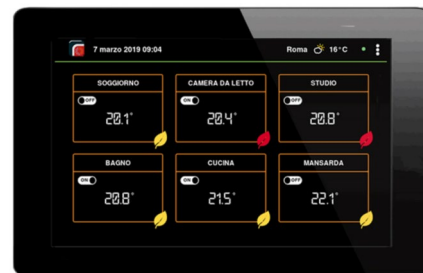 7 marzo 2019 09:04
Roma 16°C
SOGGIORNO
CAMERA DA LETTO
STUDIO
OFF
ON
OFF
20.1°
20.4°
20.8°
BAGNO
CUCINA
MANSARDA
ON
ON
OFF
20.8°
21.5°
22.1°